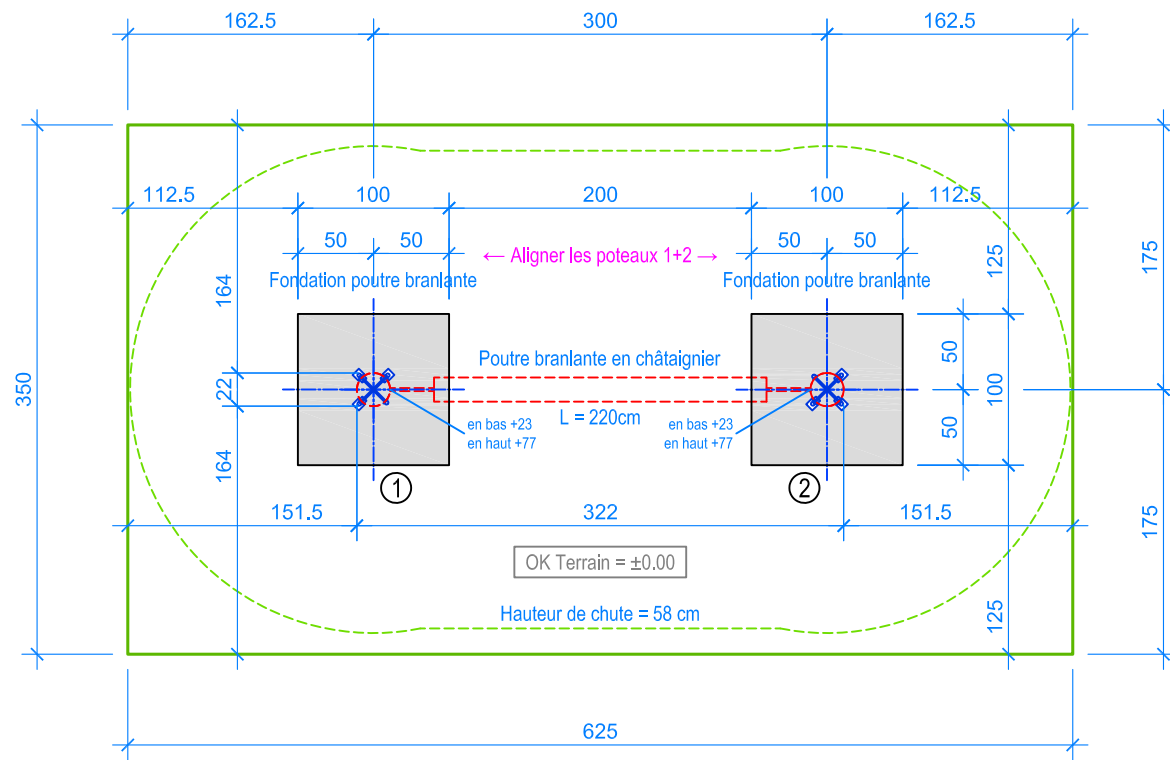 162.5 300 162.5
112.5 100 200 100 112.5
50 50 50 50
← Aligner les poteaux 1+2 →
Fondation poutre branlante Fondation poutre branlante
125
175
164
50
Poutre branlante en châtaignier
350
22
100
L = 220cm
en bas +23
en haut +77
en bas +23
en haut +77
50
164
1 2
151.5 322 151.5
175
OK Terrain = ±0.00
Hauteur de chute = 58 cm
125
625